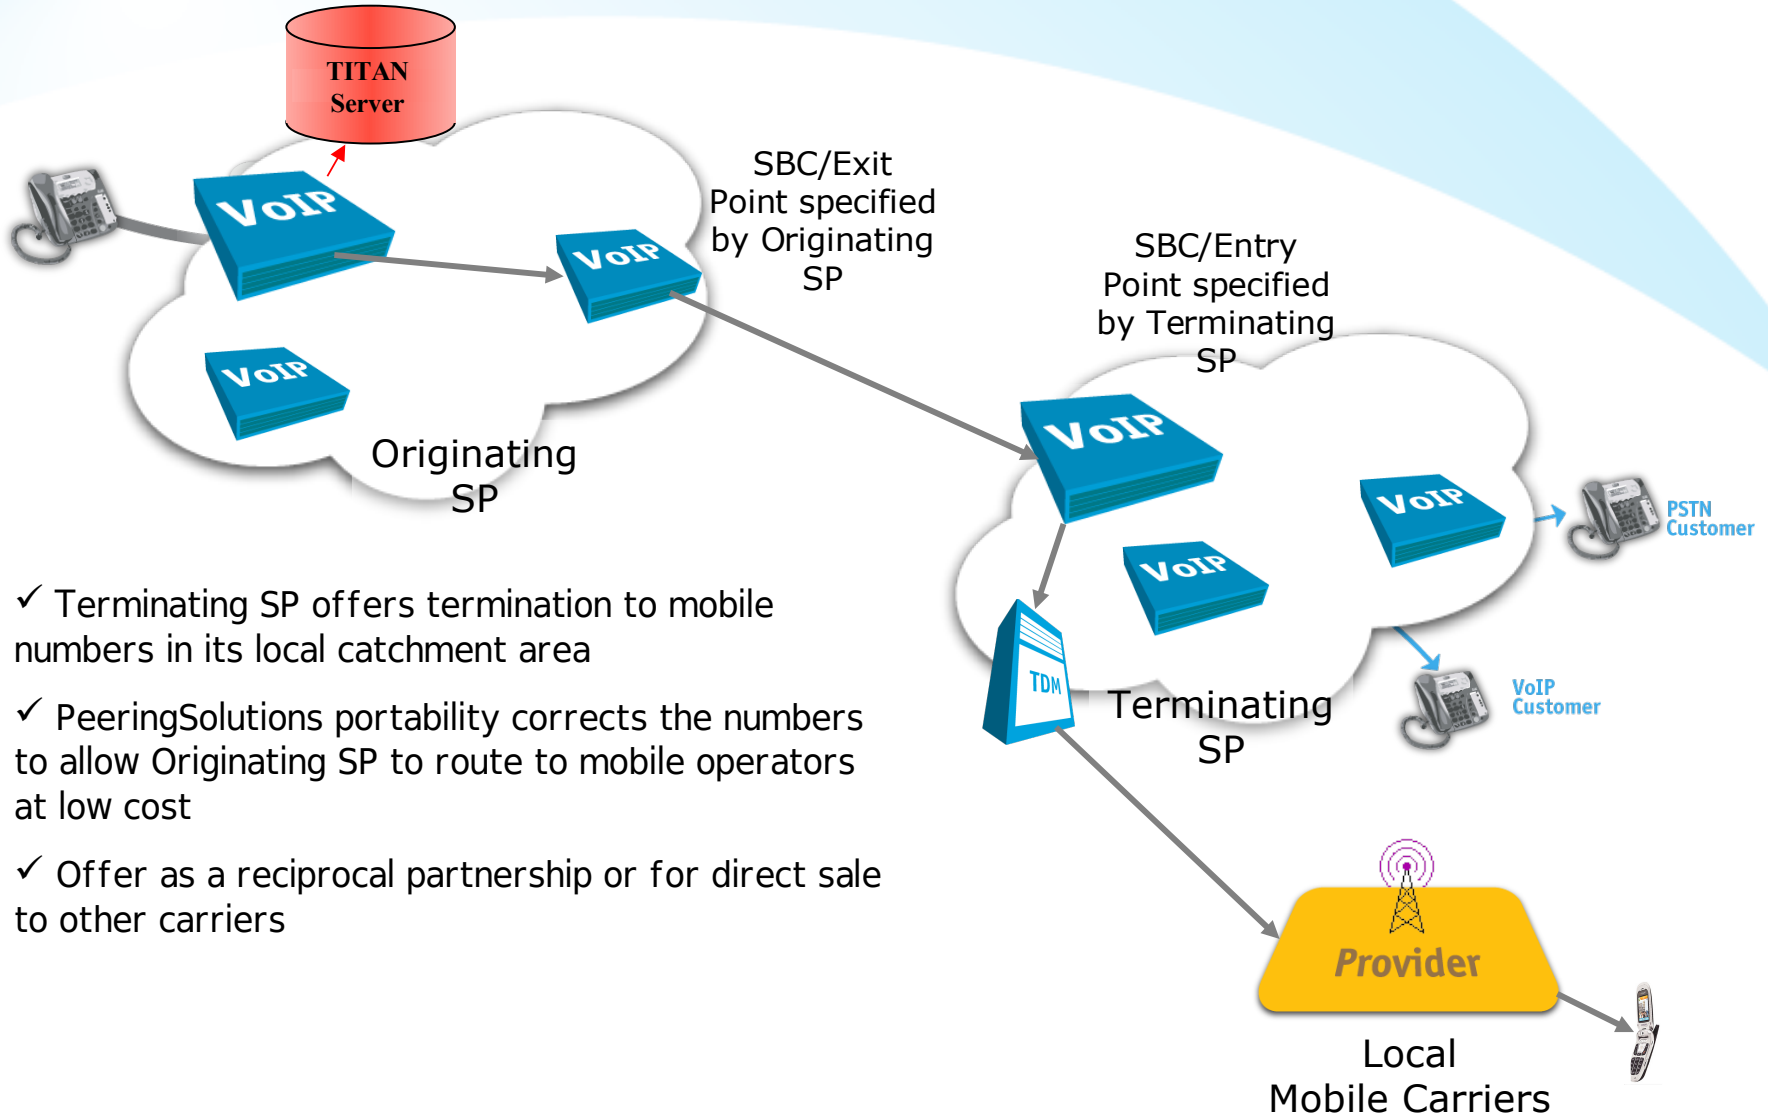 TITAN
Server
VoIP
VoIP
VoIP
SBC/Exit
Point specified
by Originating
SP
Originating
SP
SBC/Entry
Point specified
by Terminating
SP
VoIP
VoIP
VoIP
PSTN
Customer
TDM
Terminating
SP
VoIP
Customer
✓ Terminating SP offers termination to mobile
numbers in its local catchment area
✓ PeeringSolutions portability corrects the numbers
to allow Originating SP to route to mobile operators
at low cost
✓ Offer as a reciprocal partnership or for direct sale
to other carriers
Provider
Local
Mobile Carriers